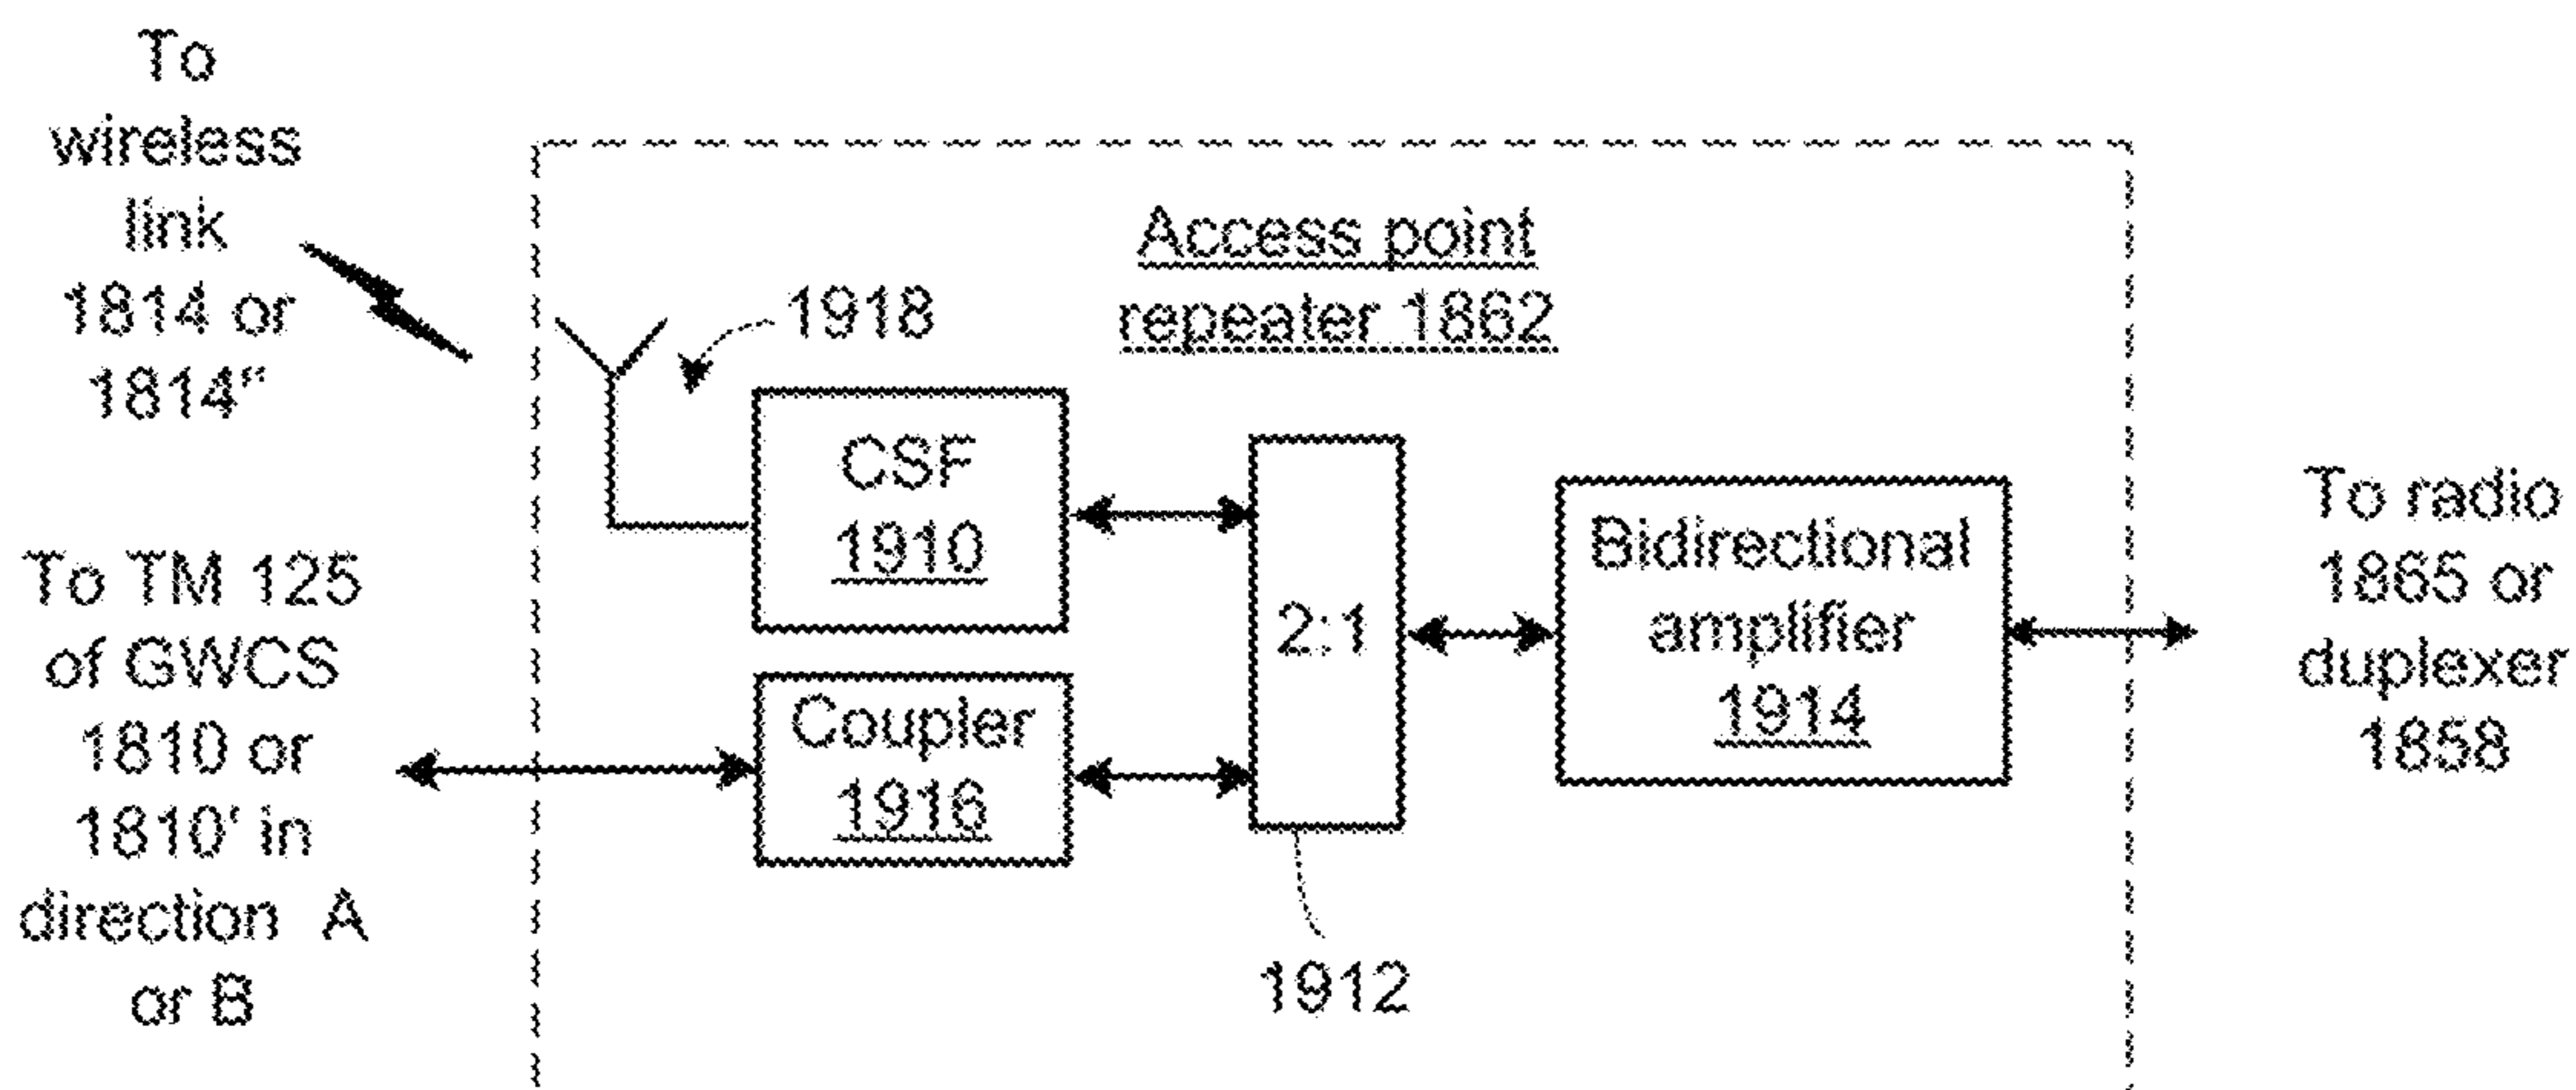 To
wireless
link
1814 or
1814"
Access point
repeater 1862
1918
CSF
1910
2:1
Bidirectional
amplifier
1914
To radio
1865 or
duplexer
1858
To TM 125
of GWCS
1810 or
1810' in
direction A
or B
Coupler
1916
1912